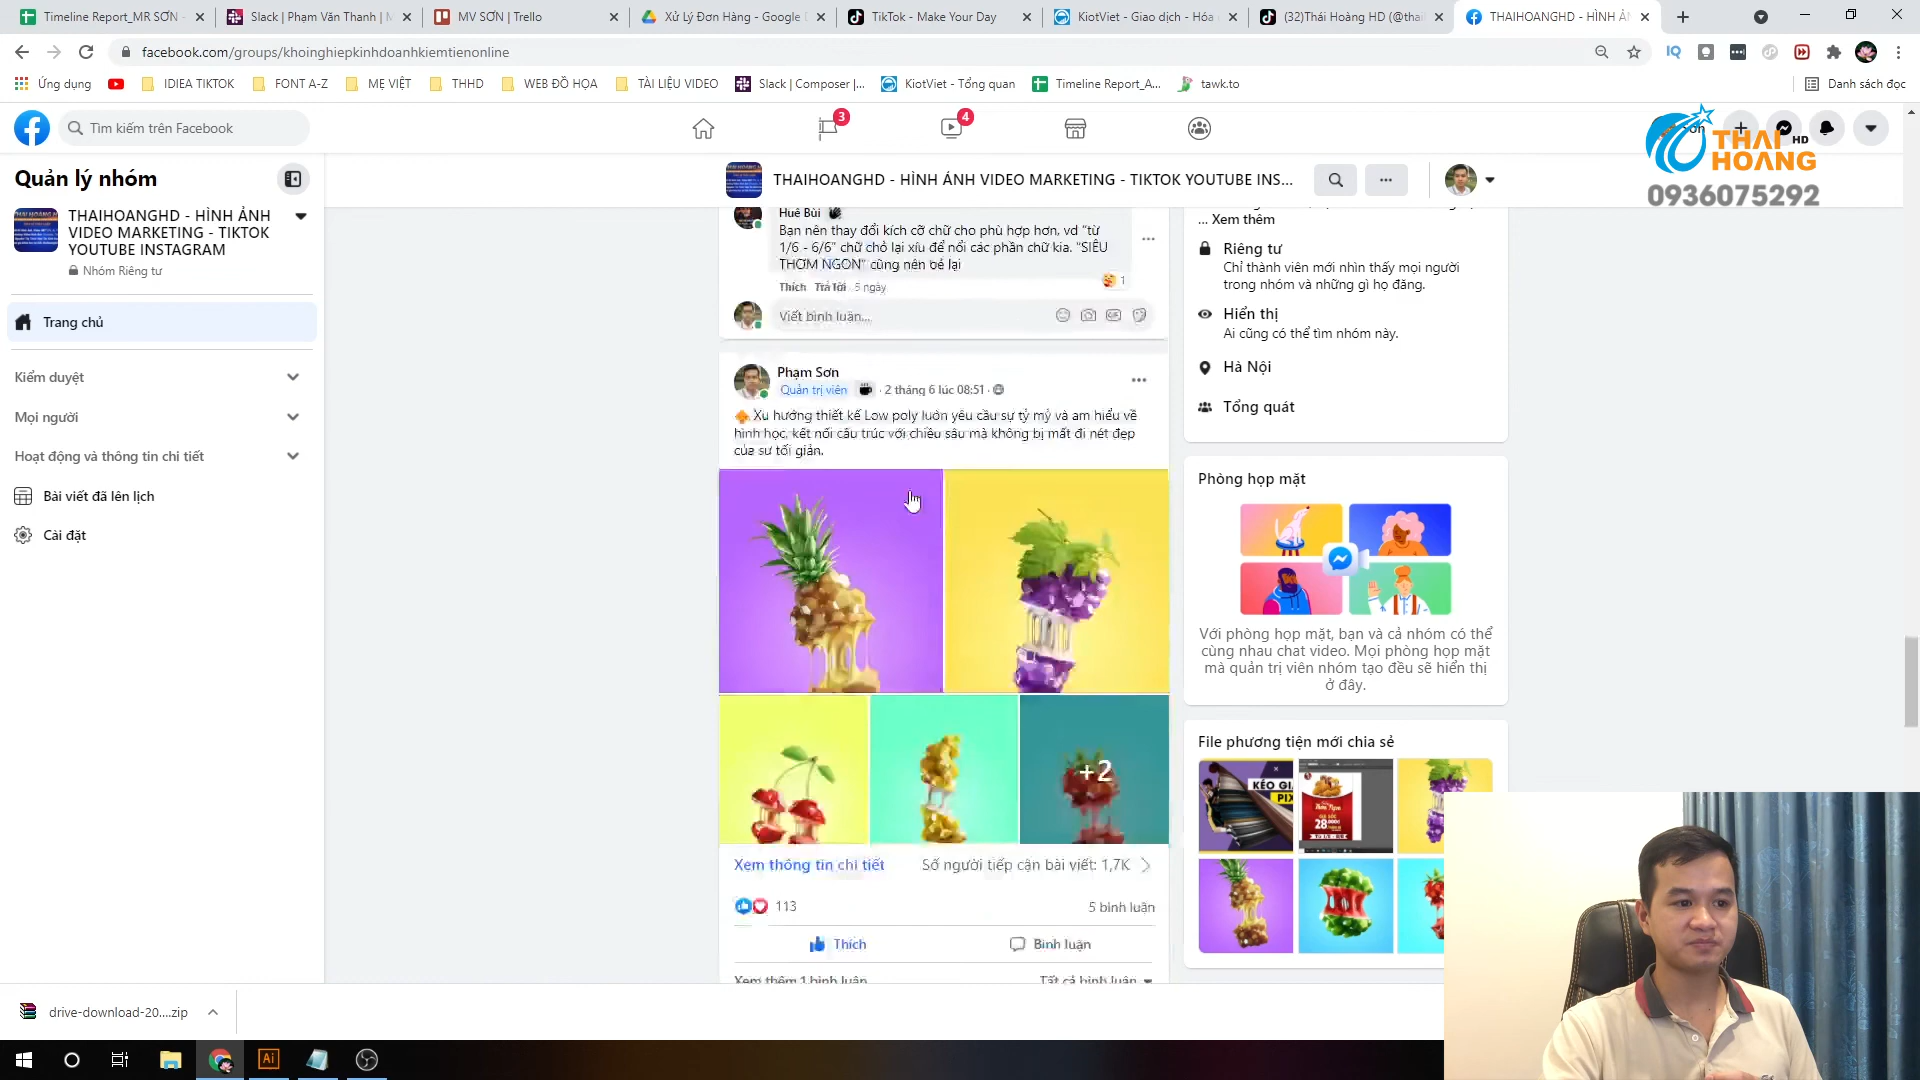 Timeline Report_MR SƠN -
Slack | Phạm Văn Thanh | M
MV SƠN | Trello
Xử Lý Đơn Hàng - Google D
TikTok - Make Your Day
KiotViet - Giao dịch - Hóa
(32)Thái Hoàng HD (@thai
THAIHOANGHD - HÌNH Ả
facebook.com/groups/khoinghiepkinhdoanhkiemtienonline
Ứng dụng
IDIEA TIKTOK
FONT A-Z
MẸ VIỆT
THHD
WEB ĐỒ HỌA
TÀI LIỆU VIDEO
Slack | Composer |...
KiotViet - Tổng quan
Timeline Report_A...
tawk.to
Danh sách đọc
Tìm kiếm trên Facebook
3
4
THAI HD
HOANG
0936075292
Quản lý nhóm
THAIHOANGHD - HÌNH ẢNH
VIDEO MARKETING - TIKTOK
YOUTUBE INSTAGRAM
Nhóm Riêng tư
Trang chủ
Kiểm duyệt
Mọi người
Hoạt động và thông tin chi tiết
Bài viết đã lên lịch
Cài đặt
THAIHOANGHD - HÌNH ẢNH VIDEO MARKETING - TIKTOK YOUTUBE INS...
Huê Bùi
Bạn nên thay đổi kích cỡ chữ cho phù hợp hơn, vd "từ
1/6 - 6/6" chữ chỏ lại xíu để nổi các phần chữ kia. "SIÊU
THƠM NGON" cũng nên bé lại
1
Thích Trả lời 5 ngày
Viết bình luận...
Phạm Sơn
Quản trị viên · 2 tháng 6 lúc 08:51 ·
Xu hướng thiết kế Low poly luôn yêu cầu sự tỷ mỷ và am hiểu về
hình học, kết nối cấu trúc với chiều sâu mà không bị mất đi nét đẹp
của sự tối giản.
+2
Xem thông tin chi tiết
Số người tiếp cận bài viết: 1,7K
113
5 bình luận
Thích
Bình luận
Xem thêm 1 bình luận
Tất cả bình luận
... Xem thêm
Riêng tư
Chỉ thành viên mới nhìn thấy mọi người
trong nhóm và những gì họ đăng.
Hiển thị
Ai cũng có thể tìm nhóm này.
Hà Nội
Tổng quát
Phòng họp mặt
Với phòng họp mặt, bạn và cả nhóm có thể
cùng nhau chat video. Mọi phòng họp mặt
mà quản trị viên nhóm tạo đều sẽ hiển thị
ở đây.
File phương tiện mới chia sẻ
KÉO GI
PIX
28
drive-download-20....zip
Ai